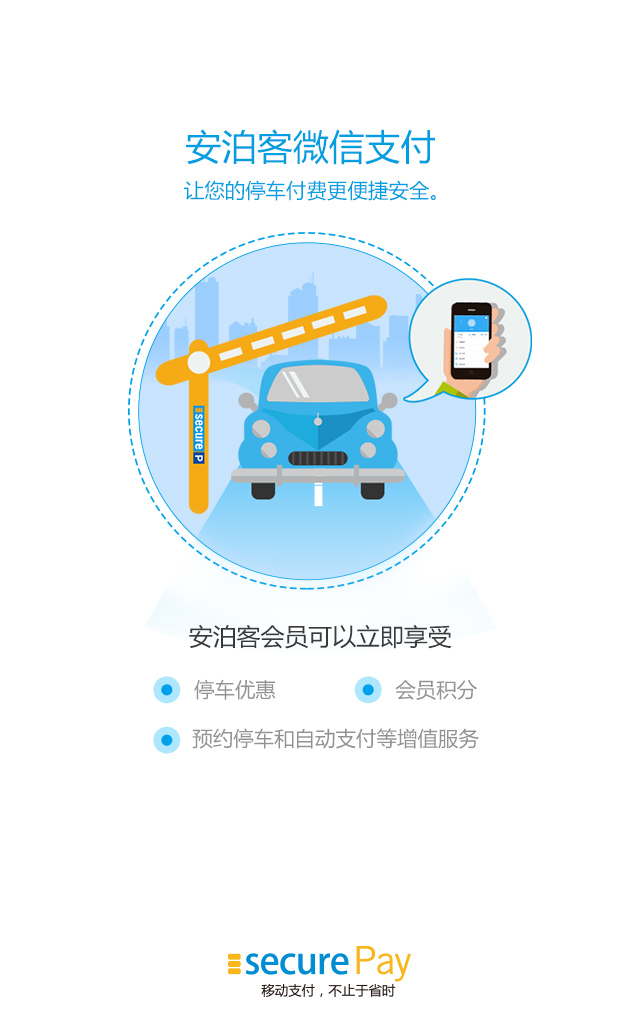 安泊客微信支付
让您的停车付费更便捷安全。
secure P
安泊客会员可以立即享受
停车优惠
会员积分
预约停车和自动支付等增值服务
secure Pay
移动支付，不止于省时